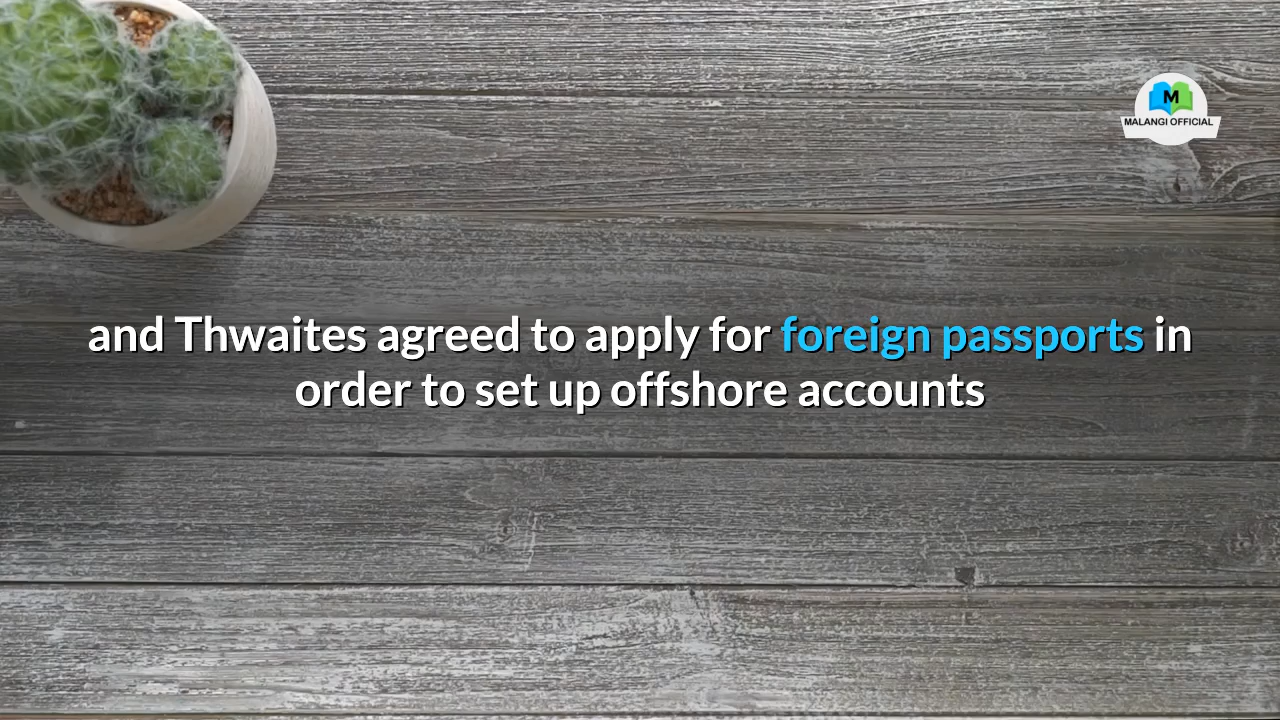 M
MALANGI OFFICIAL
and Thwaites agreed to apply for foreign passports in
order to set up offshore accounts